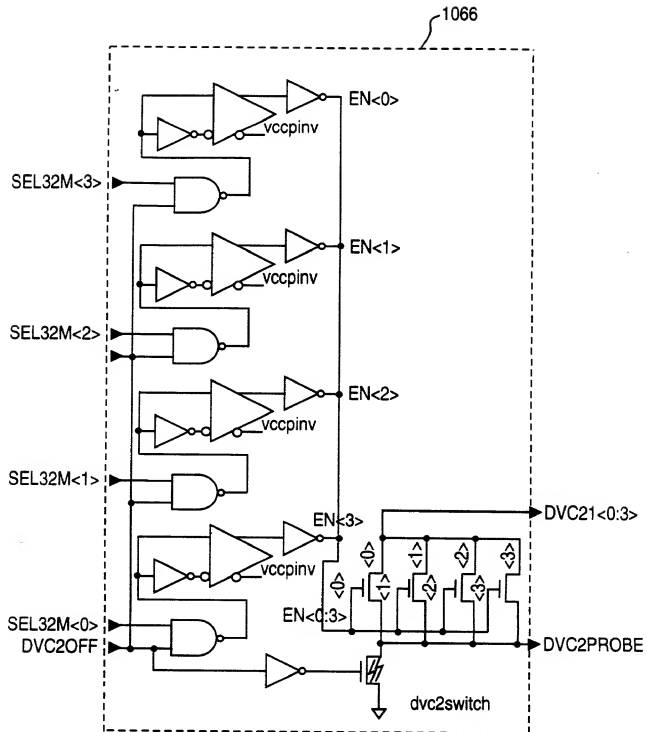 1066
EN<0>
vccpinv
SEL32M<3>
EN<1>
vccpinv
SEL32M<2>
EN<2>
vccpinv
SEL32M<1>
EN<3>
DVC21<0:3>
vccpinv
<0>
<1>
<2>
<3>
<0>
<1>
<2>
<3>
EN<0:3>
SEL32M<0>
DVC2OFF
DVC2PROBE
dvc2switch